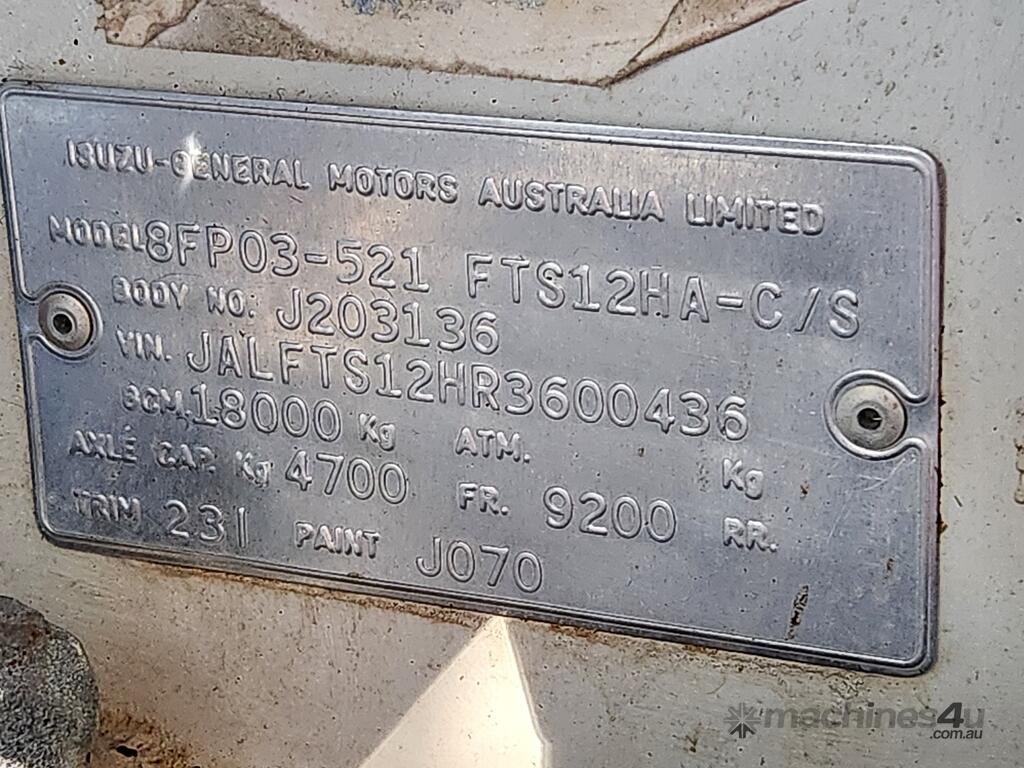 ISUZU-GENERAL MOTORS AUSTRALIA LIMITED
MODEL 8FP03-521 FTS12HA-C/S
BODY NO. J203136
VIN. JALFTS12HR3600436
GCM. 18000 Kg ATM. Kg
AXLE CAP. Kg 4700 FR. 9200 RR.
TRIM 231 PAINT J070
machines4u
.com.au